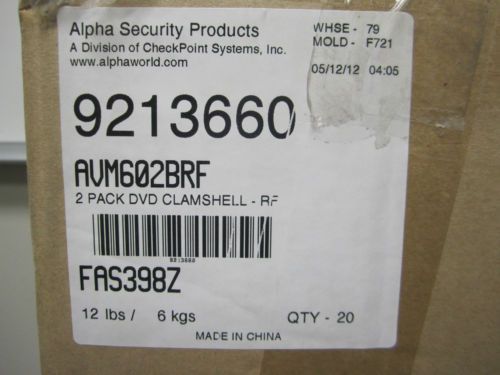 Alpha Security Products
A Division of CheckPoint Systems, Inc.
www.alphaworld.com
WHSE - 79
MOLD - F721
05/12/12 04:05
9213660
AVM602BRF
2 PACK DVD CLAMSHELL - RF
9213660
FAS398Z
12 lbs / 6 kgs
QTY - 20
MADE IN CHINA